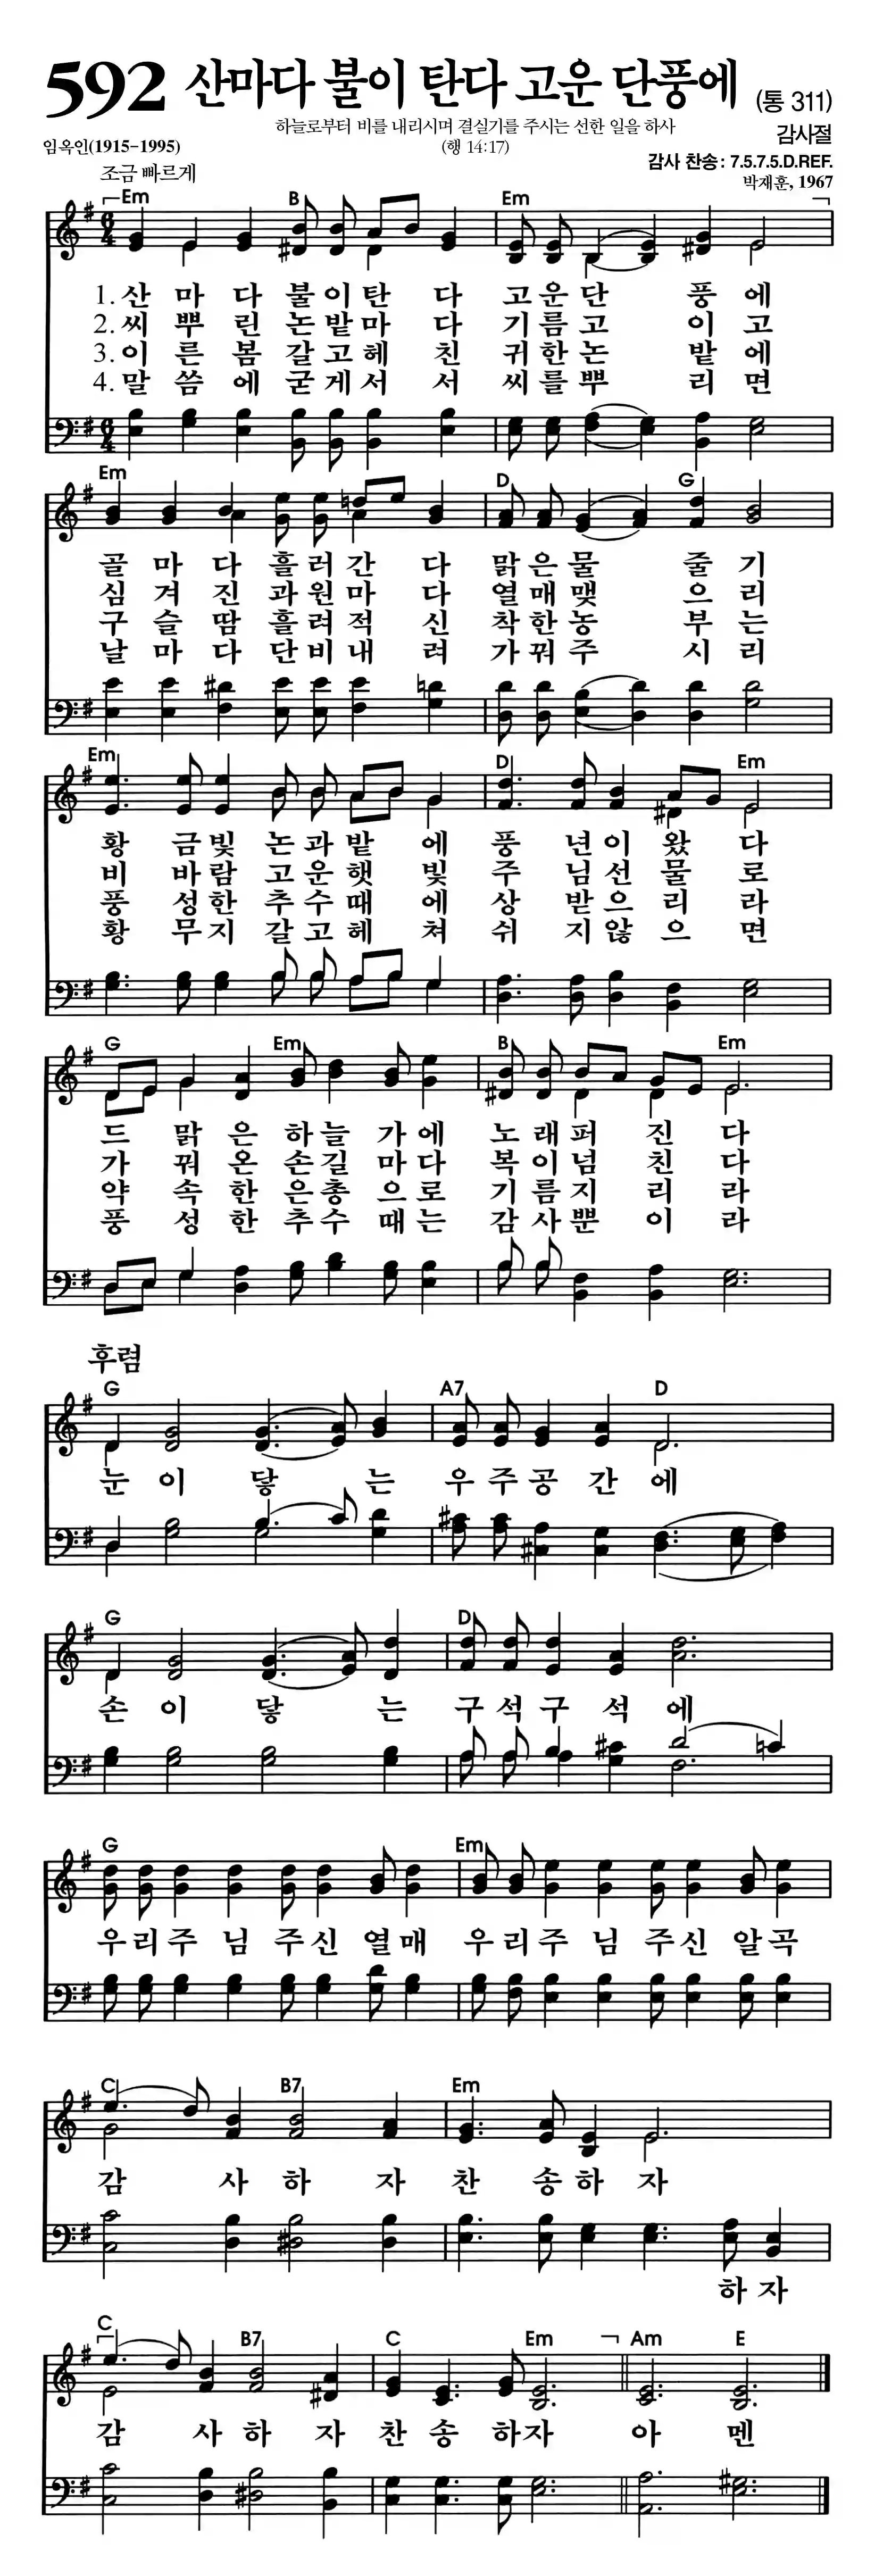 592 산마다 불이 탄다 고운 단풍에 (통 311)
하늘로부터 비를 내리시며 결실기를 주시는 선한 일을 하사
(행 14:17)
감사절
임옥인(1915-1995)
감사 찬송: 7.5.7.5.D.REF.
조금 빠르게
박재훈, 1967
Em B Em
6/4
1. 산 마 다 불 이 탄 다 고 운 단 풍 에
2. 씨 뿌 린 논 밭 마 다 기 름 고 이 고
3. 이 른 봄 갈 고 헤 친 귀 한 논 밭 에
4. 말 씀 에 굳 게 서 서 씨 를 뿌 리 면
6/4
Em D G
골 마 다 흘 러 간 다 맑 은 물 줄 기
심 겨 진 과 원 마 다 열 매 맺 으 리
구 슬 땀 흘 려 적 신 착 한 농 부 는
날 마 다 단 비 내 려 가 꿔 주 시 리
Em D Em
황 금 빛 논 과 밭 에 풍 년 이 왔 다
비 바 람 고 운 햇 빛 주 님 선 물 로
풍 성 한 추 수 때 에 상 받 으 리 라
황 무 지 갈 고 헤 쳐 쉬 지 않 으 면
G Em B Em
드 맑 은 하 늘 가 에 노 래 퍼 진 다
가 꿔 온 손 길 마 다 복 이 넘 친 다
약 속 한 은 총 으 로 기 름 지 리 라
풍 성 한 추 수 때 는 감 사 뿐 이 라
후렴
G A7 D
눈 이 닿 는 우 주 공 간 에
G D
손 이 닿 는 구 석 구 석 에
G Em
우 리 주 님 주 신 열 매 우 리 주 님 주 신 알 곡
C B7 Em
감 사 하 자 찬 송 하 자
하 자
C B7 C Em Am E
감 사 하 자 찬 송 하 자 아 멘